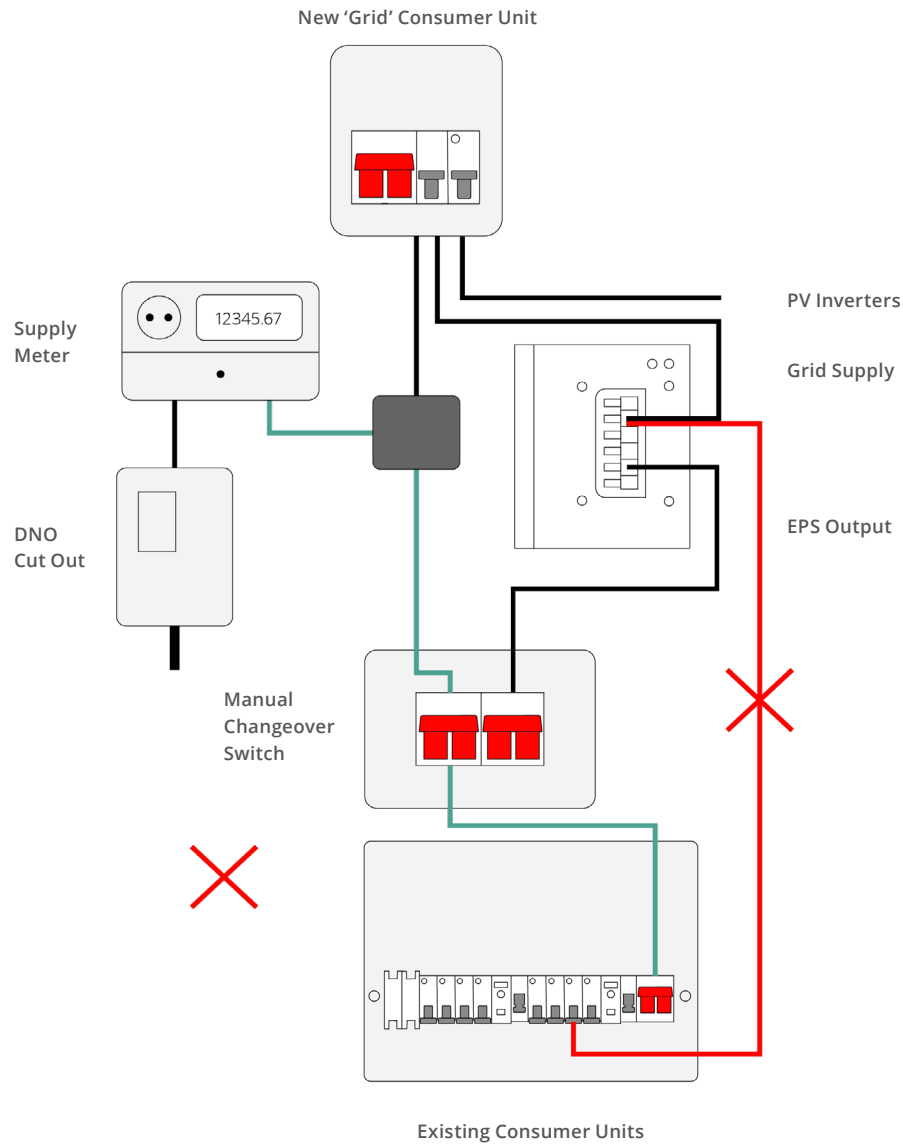 New ‘Grid’ Consumer Unit
PV Inverters
Supply
Meter
12345.67
Grid Supply
DNO
Cut Out
EPS Output
Manual
Changeover
Switch
Existing Consumer Units